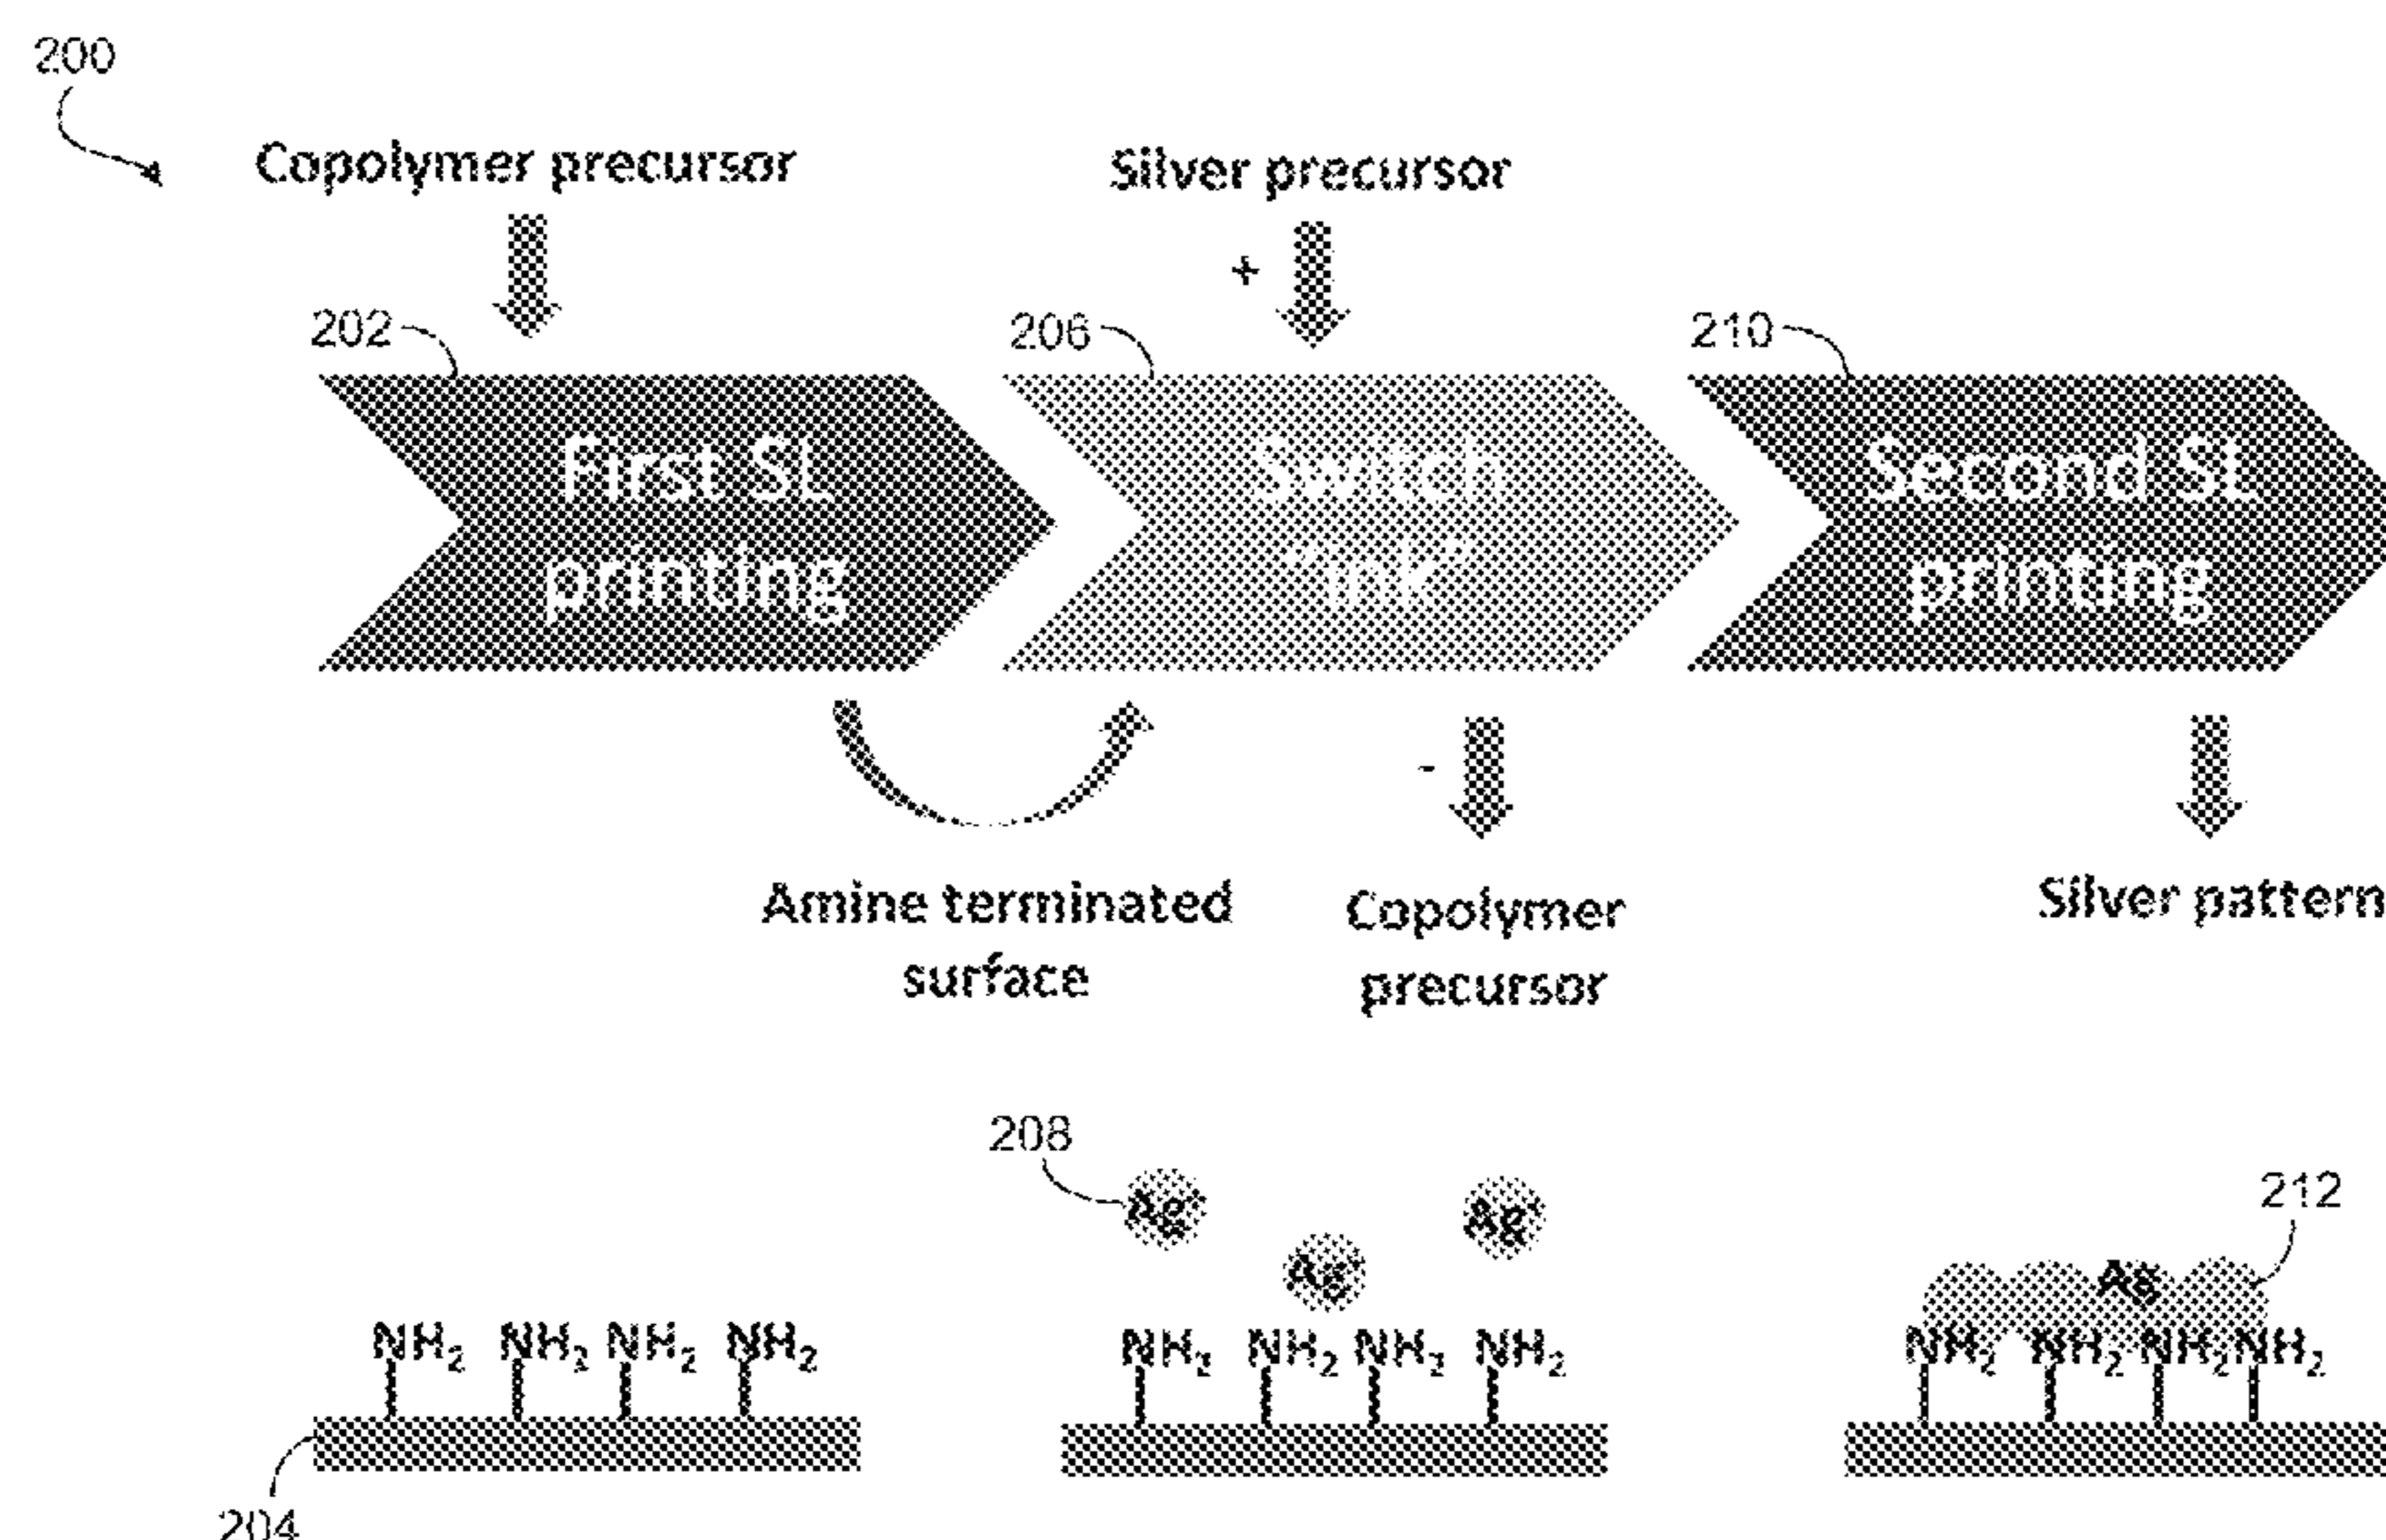 200
Copolymer precursor
Silver precursor
+
202
206
210
First SL
printing
Switch
"ink"
Second SL
printing
-
Amine terminated
surface
Copolymer
precursor
Silver pattern
208
Ag
Ag
Ag
212
Ag
NH2 NH2 NH2 NH2
NH2 NH2 NH2 NH2
NH2 NH2 NH2 NH2
204